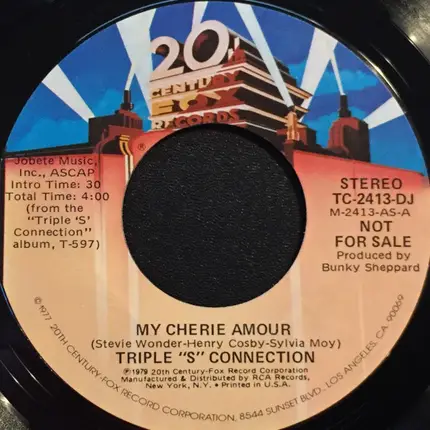 20th
CENTURY
FOX
RECORDS
Jobete Music,
Inc., ASCAP
Intro Time: 30
Total Time: 4:00
(from the
"Triple 'S'
Connection"
album, T-597)
STEREO
TC-2413-DJ
M-2413-AS-A
NOT
FOR SALE
Produced by
Bunky Sheppard
MY CHERIE AMOUR
(Stevie Wonder-Henry Cosby-Sylvia Moy)
TRIPLE "S" CONNECTION
℗1979 20th Century-Fox Record Corporation
Manufactured & Distributed by RCA Records
New York, N.Y. • Printed in U.S.A.
©1977 20TH CENTURY-FOX RECORD CORPORATION, 8544 SUNSET BLVD., LOS ANGELES, CA. 90069